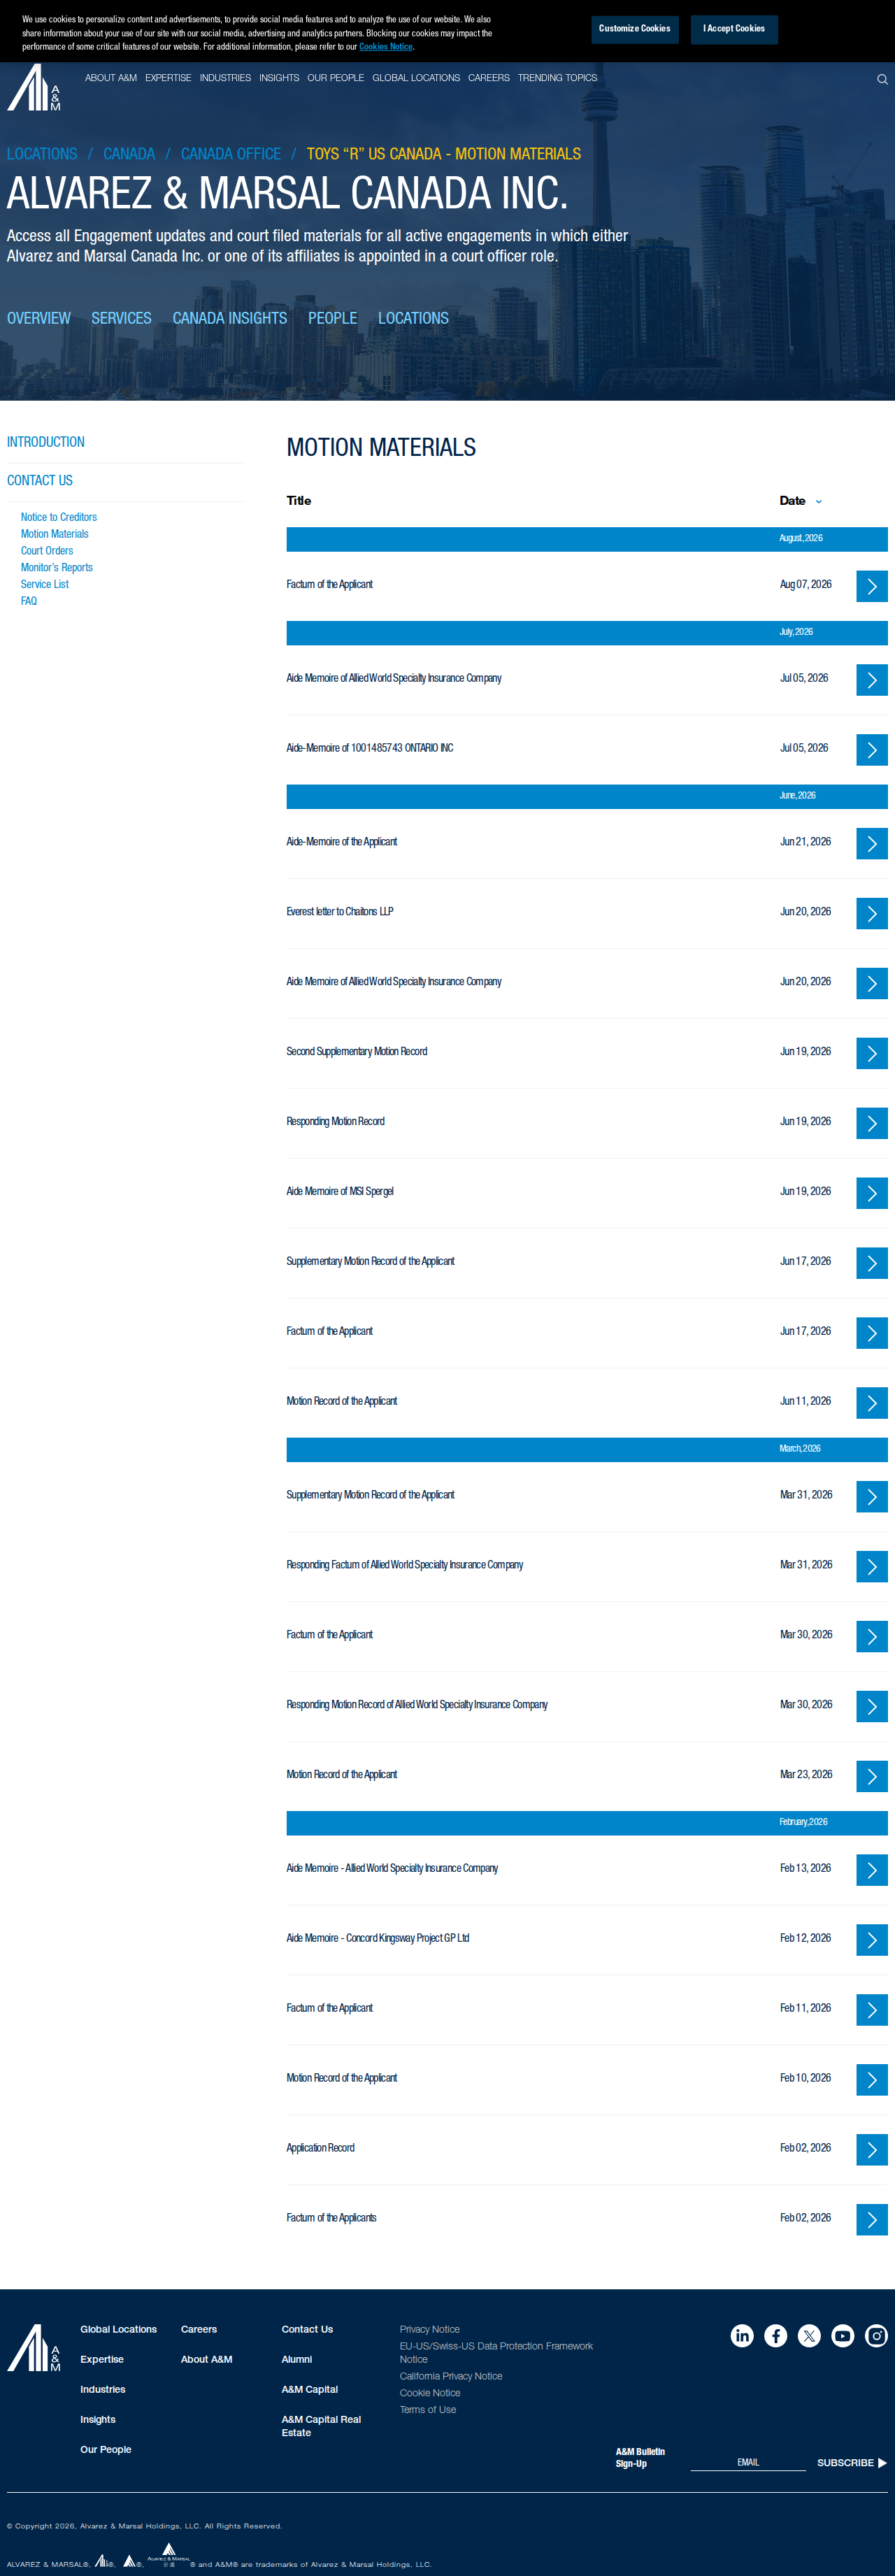 We use cookies to personalize content and advertisements, to provide social media features and to analyze the use of our website. We also
share information about your use of our site with our social media, advertising and analytics partners. Blocking our cookies may impact the
performance of some critical features of our website. For additional information, please refer to our Cookies Notice.
Customize Cookies
I Accept Cookies
A&M
ABOUT A&M EXPERTISE INDUSTRIES INSIGHTS OUR PEOPLE GLOBAL LOCATIONS CAREERS TRENDING TOPICS
LOCATIONS / CANADA / CANADA OFFICE / TOYS “R” US CANADA - MOTION MATERIALS
ALVAREZ & MARSAL CANADA INC.
Access all Engagement updates and court filed materials for all active engagements in which either
Alvarez and Marsal Canada Inc. or one of its affiliates is appointed in a court officer role.
OVERVIEW SERVICES CANADA INSIGHTS PEOPLE LOCATIONS
INTRODUCTION
CONTACT US
Notice to Creditors
Motion Materials
Court Orders
Monitor's Reports
Service List
FAQ
MOTION MATERIALS
Title Date
August, 2026
Factum of the Applicant Aug 07, 2026
July, 2026
Aide Memoire of Allied World Specialty Insurance Company Jul 05, 2026
Aide-Memoire of 1001485743 ONTARIO INC Jul 05, 2026
June, 2026
Aide-Memoire of the Applicant Jun 21, 2026
Everest letter to Chaitons LLP Jun 20, 2026
Aide Memoire of Allied World Specialty Insurance Company Jun 20, 2026
Second Supplementary Motion Record Jun 19, 2026
Responding Motion Record Jun 19, 2026
Aide Memoire of MSI Spergel Jun 19, 2026
Supplementary Motion Record of the Applicant Jun 17, 2026
Factum of the Applicant Jun 17, 2026
Motion Record of the Applicant Jun 11, 2026
March, 2026
Supplementary Motion Record of the Applicant Mar 31, 2026
Responding Factum of Allied World Specialty Insurance Company Mar 31, 2026
Factum of the Applicant Mar 30, 2026
Responding Motion Record of Allied World Specialty Insurance Company Mar 30, 2026
Motion Record of the Applicant Mar 23, 2026
February, 2026
Aide Memoire - Allied World Specialty Insurance Company Feb 13, 2026
Aide Memoire - Concord Kingsway Project GP Ltd Feb 12, 2026
Factum of the Applicant Feb 11, 2026
Motion Record of the Applicant Feb 10, 2026
Application Record Feb 02, 2026
Factum of the Applicants Feb 02, 2026
A&M
Global Locations
Expertise
Industries
Insights
Our People
Careers
About A&M
Contact Us
Alumni
A&M Capital
A&M Capital Real
Estate
Privacy Notice
EU-US/Swiss-US Data Protection Framework
Notice
California Privacy Notice
Cookie Notice
Terms of Use
A&M Bulletin
Sign-Up
EMAIL
SUBSCRIBE
© Copyright 2026, Alvarez & Marsal Holdings, LLC. All Rights Reserved.
ALVAREZ & MARSAL®, ®, ®, ALVAREZ & MARSAL ® and A&M® are trademarks of Alvarez & Marsal Holdings, LLC.